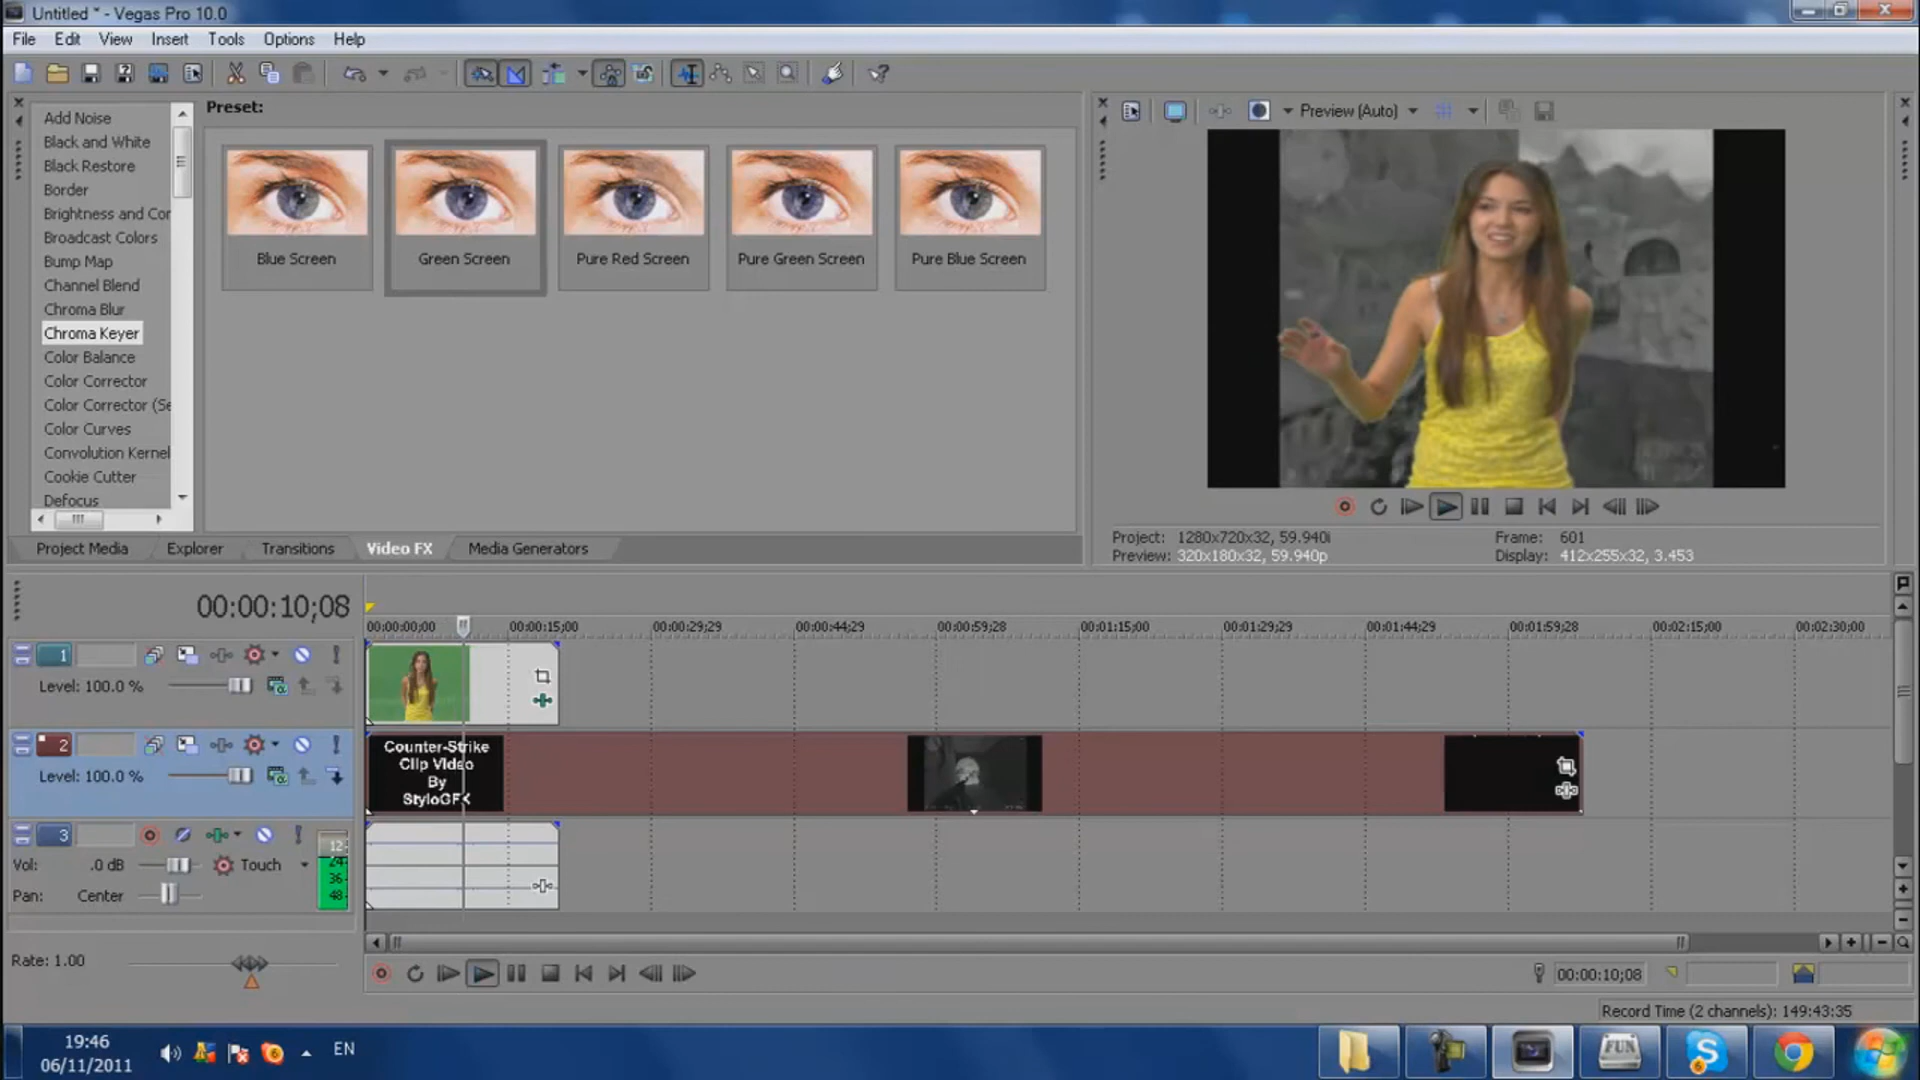 Untitled * - Vegas Pro 10.0
File Edit View Insert Tools Options Help
Add Noise
Black and White
Black Restore
Border
Brightness and Cor
Broadcast Colors
Bump Map
Channel Blend
Chroma Blur
Chroma Keyer
Color Balance
Color Corrector
Color Corrector (Se
Color Curves
Convolution Kernel
Cookie Cutter
Defocus
Preset:
Blue Screen
Green Screen
Pure Red Screen
Pure Green Screen
Pure Blue Screen
Preview (Auto)
Project: 1280x720x32, 59.940i
Frame: 601
Preview: 320x180x32, 59.940p
Display: 412x255x32, 3.453
Project Media Explorer Transitions Video FX Media Generators
00:00:10;08
00:00:00;00 00:00:15;00 00:00:29;29 00:00:44;29 00:00:59;28 00:01:15;00 00:01:29;29 00:01:44;29 00:01:59;28 00:02:15;00 00:02:30;00
1
Level: 100.0 %
2
Level: 100.0 %
Counter-Strike
Clip Video
By
StyloGFX
3
Vol: .0 dB Touch
Pan: Center
12
24
36
48
Rate: 1.00
00:00:10;08
Record Time (2 channels): 149:43:35
19:46
06/11/2011
EN
FUN